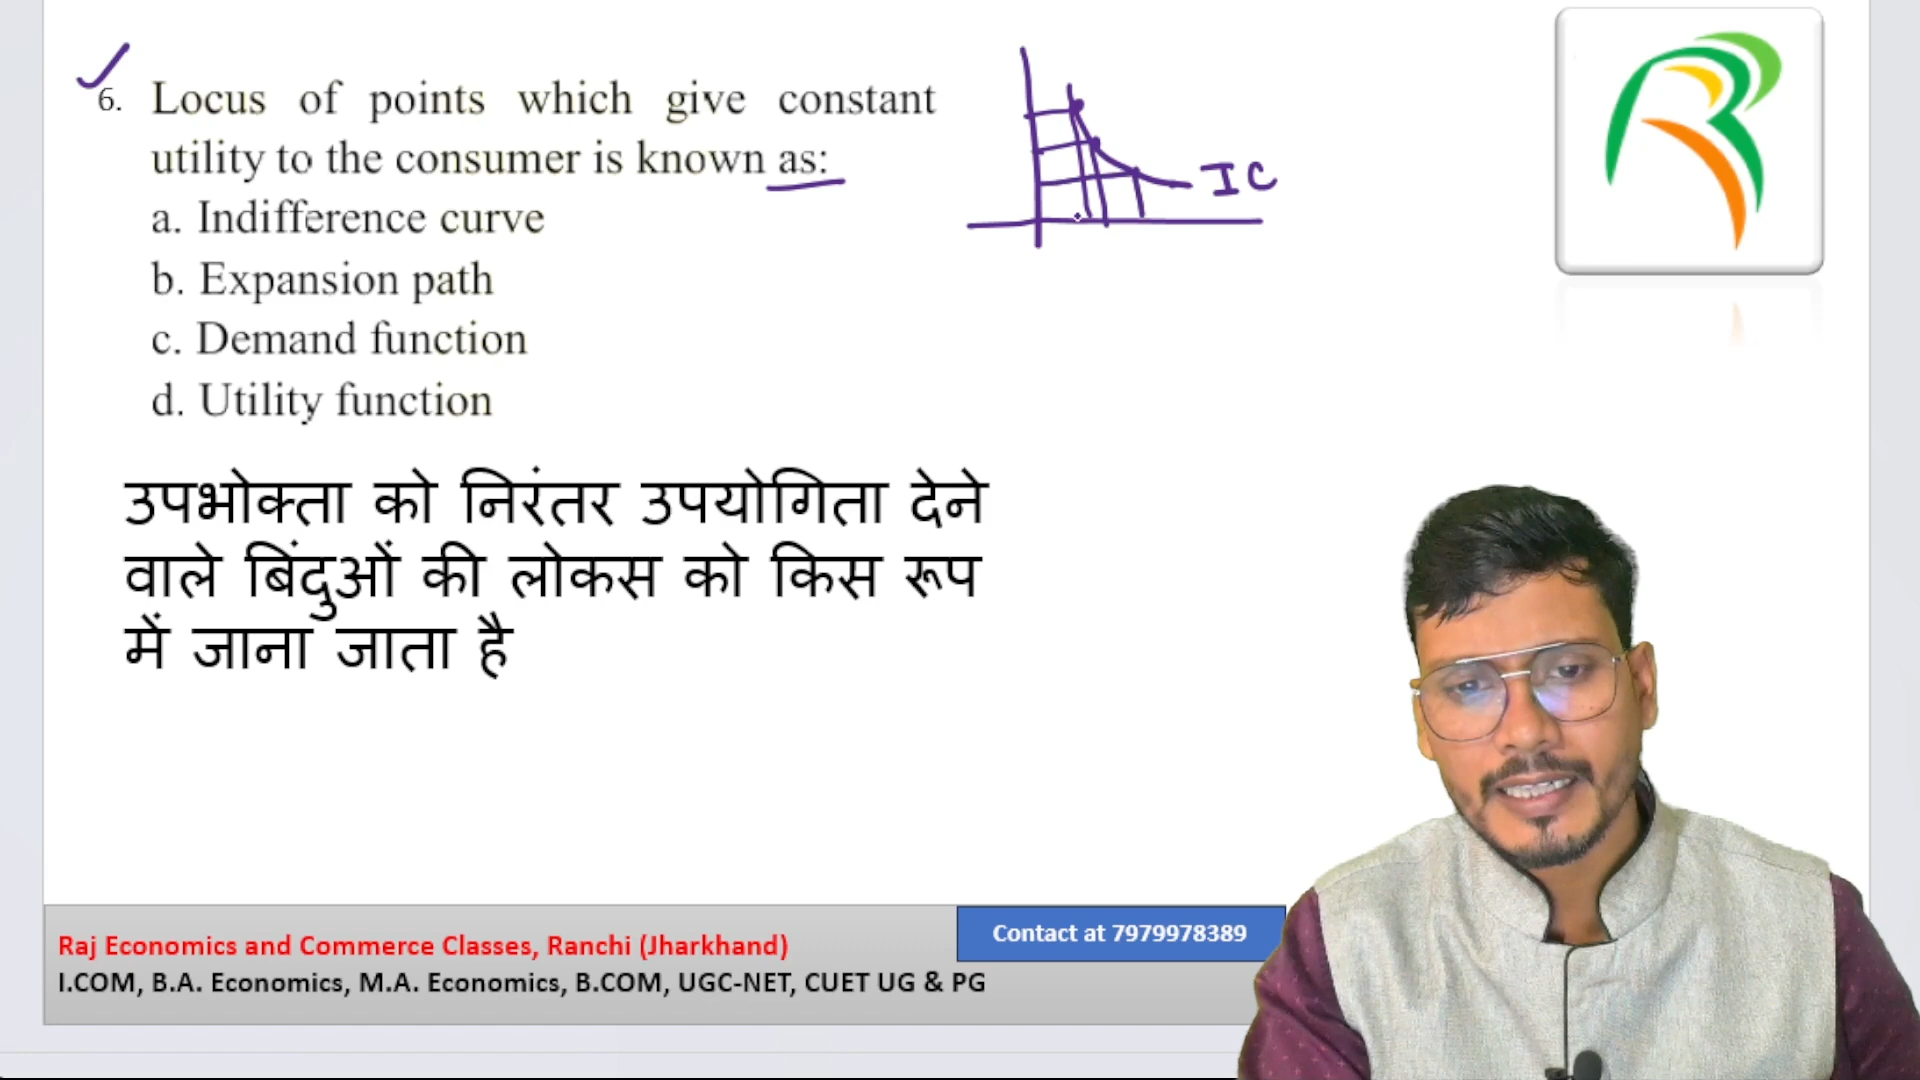 6. Locus of points which give constant
utility to the consumer is known as:
a. Indifference curve
b. Expansion path
c. Demand function
d. Utility function
IC
उपभोक्ता को निरंतर उपयोगिता देने
वाले बिंदुओं की लोकस को किस रूप
में जाना जाता है
Raj Economics and Commerce Classes, Ranchi (Jharkhand)
I.COM, B.A. Economics, M.A. Economics, B.COM, UGC-NET, CUET UG & PG
Contact at 7979978389